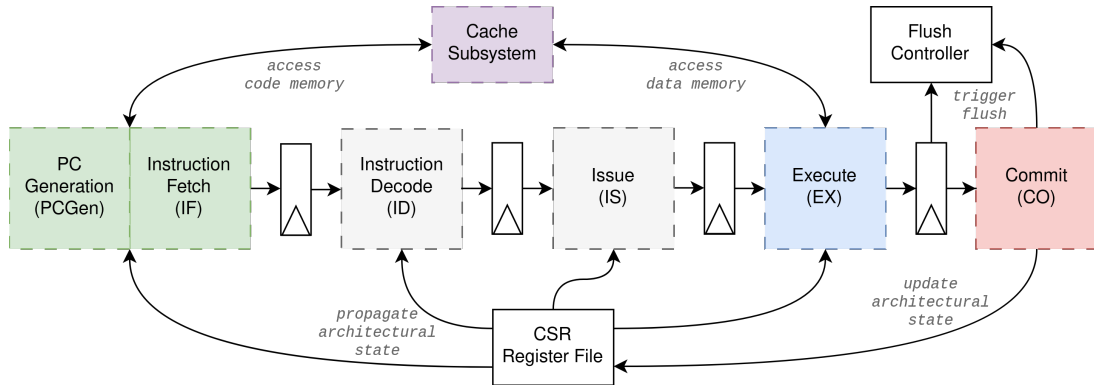 Cache
Subsystem
Flush
Controller
access
code memory
access
data memory
trigger
flush
PC
Generation
(PCGen)
Instruction
Fetch
(IF)
Instruction
Decode
(ID)
Issue
(IS)
Execute
(EX)
Commit
(CO)
propagate
architectural
state
CSR
Register File
update
architectural
state